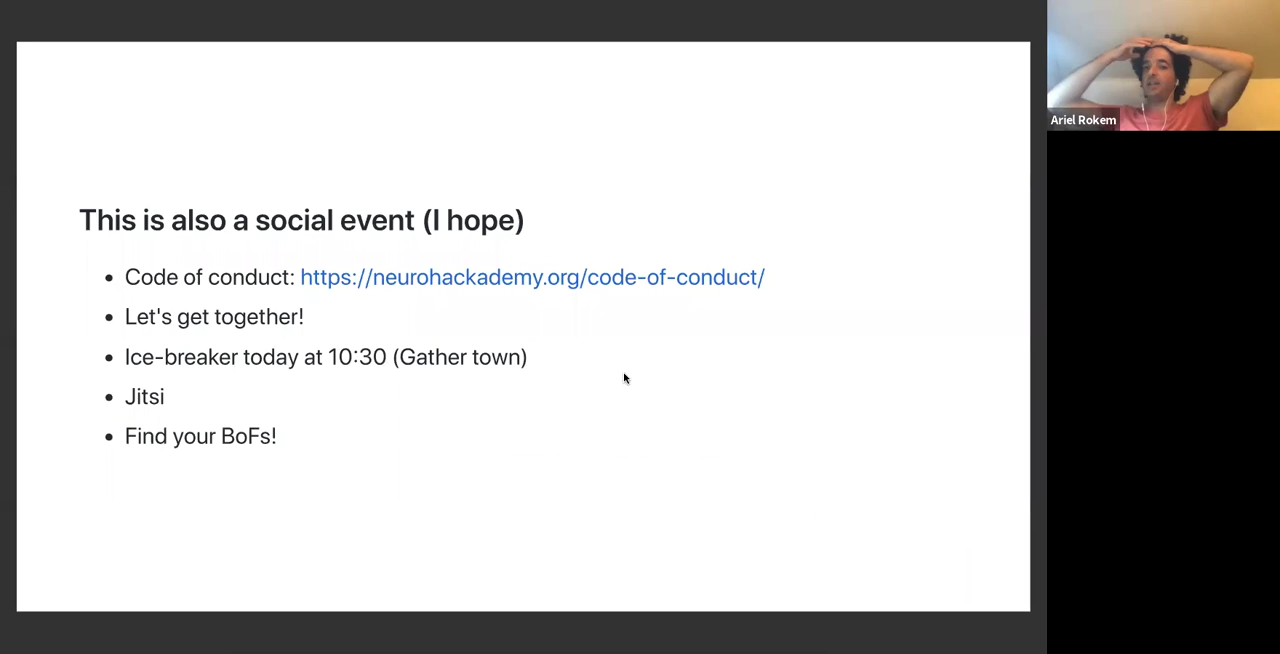 This is also a social event (I hope)
Code of conduct: https://neurohackademy.org/code-of-conduct/
Let's get together!
Ice-breaker today at 10:30 (Gather town)
Jitsi
Find your BoFs!
Ariel Rokem